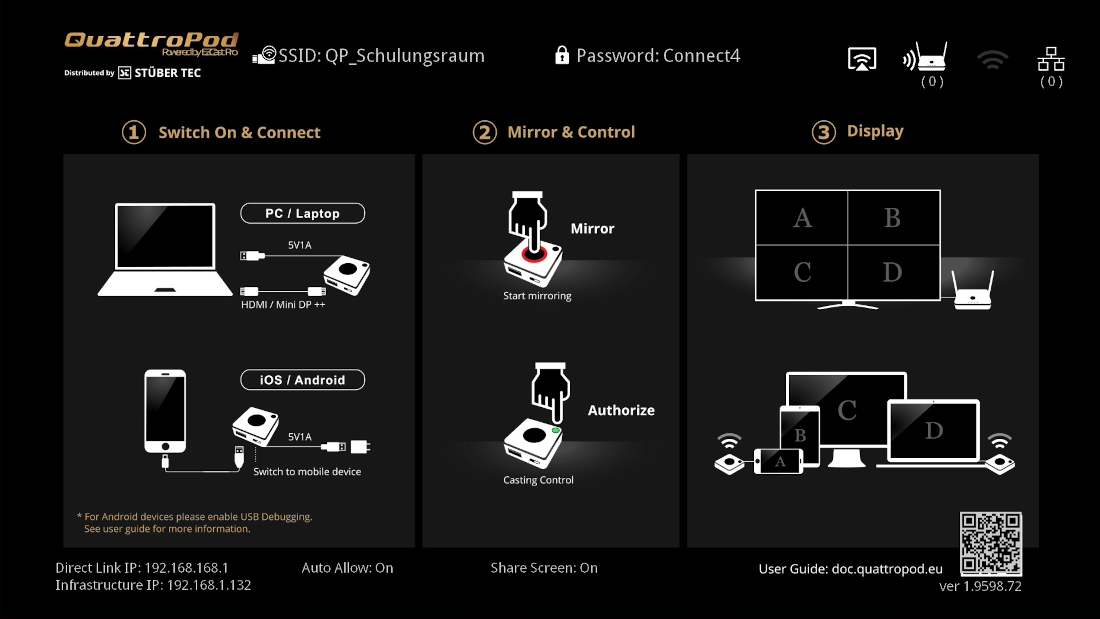 QuattroPod
Powered by EZCast Pro
Distributed by STÜBER TEC
SSID: QP_Schulungsraum
Password: Connect4
(0)
(0)
1 Switch On & Connect
PC / Laptop
5V1A
HDMI / Mini DP ++
iOS / Android
5V1A
Switch to mobile device
* For Android devices please enable USB Debugging.
See user guide for more information.
2 Mirror & Control
Mirror
Start mirroring
Authorize
Casting Control
3 Display
A B
C D
C
B
D
A
Direct Link IP: 192.168.168.1
Infrastructure IP: 192.168.1.132
Auto Allow: On
Share Screen: On
User Guide: doc.quattropod.eu
ver 1.9598.72